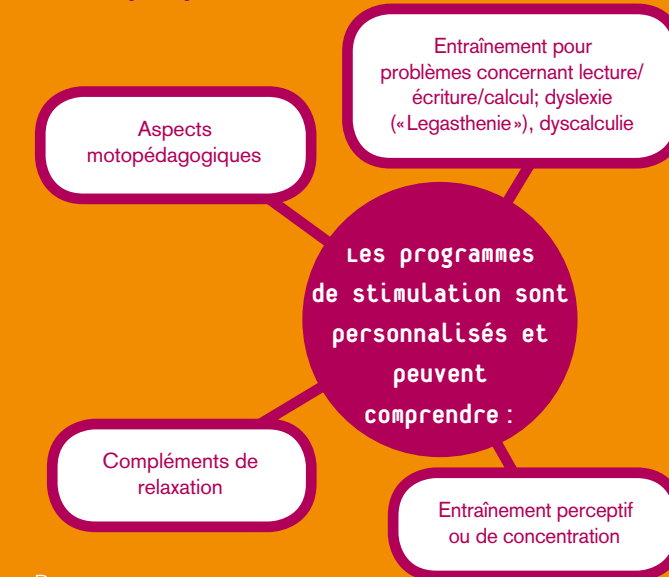 Entraînement pour
problèmes concernant lecture/
écriture/calcul; dyslexie
(«Legasthenie»), dyscalculie
Aspects
motopédagogiques
Les programmes
de stimulation sont
personnalisés et
peuvent
comprendre :
Compléments de
relaxation
Entraînement perceptif
ou de concentration